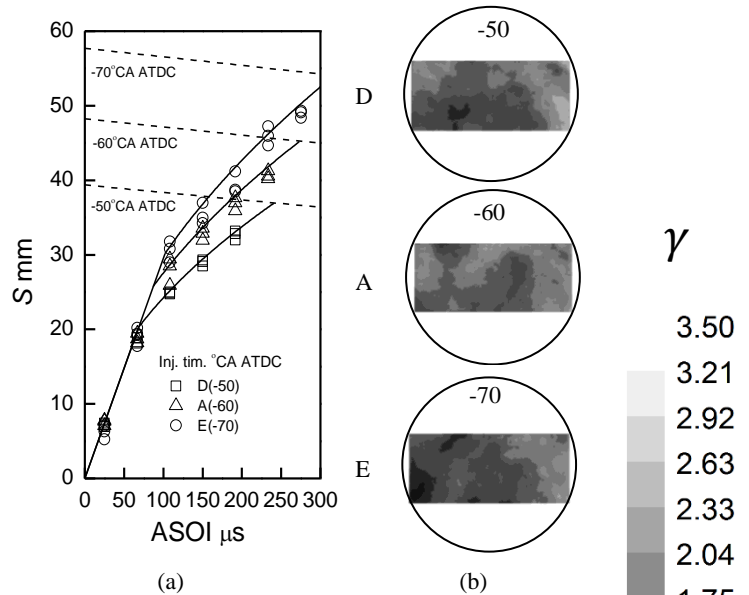 60
50
40
30
20
10
0
S mm
-70°CA ATDC
-60°CA ATDC
-50°CA ATDC
Inj. tim. °CA ATDC
D(-50)
A(-60)
E(-70)
0 50 100 150 200 250 300
ASOI μs
(a)
D
-50
A
-60
E
-70
(b)
γ
3.50
3.21
2.92
2.63
2.33
2.04
1.75